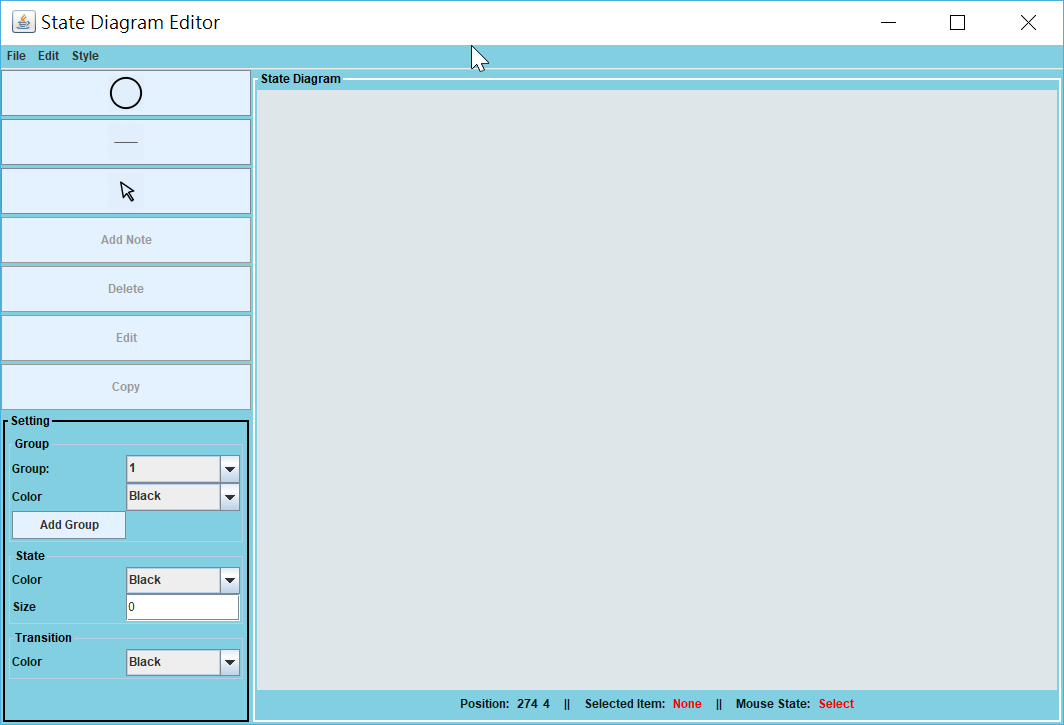 State Diagram Editor
File Edit Style
State Diagram
Add Note
Delete
Edit
Copy
Setting
Group
Group: 1
Color Black
Add Group
State
Color Black
Size 0
Transition
Color Black
Position: 274 4 || Selected Item: None || Mouse State: Select